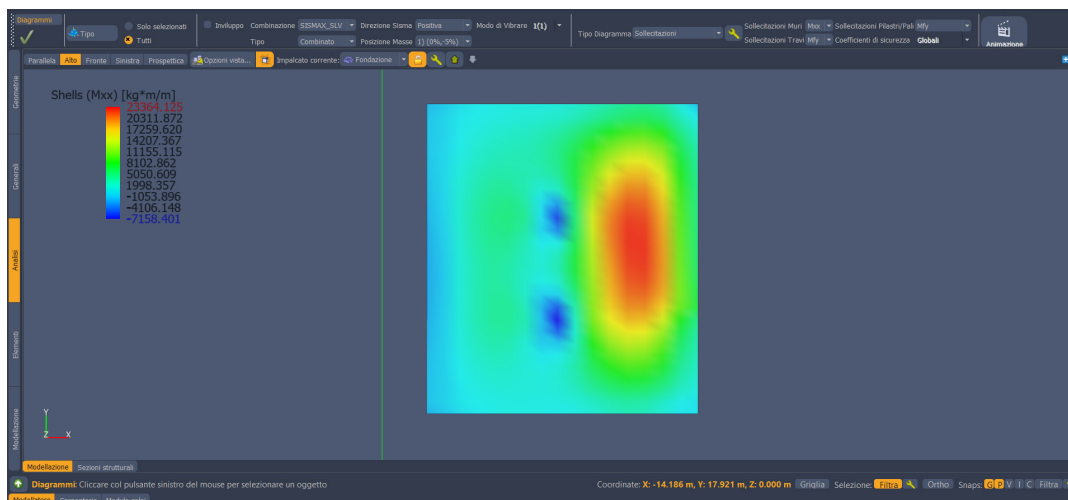 Diagrammi
Tipo
Solo selezionati
Tutti
Inviluppo Combinazione SISMAX_SLV Direzione Sisma Positiva Modo di Vibrare 1(1)
Tipo Combinato Posizione Masse 1) (0%,-5%)
Tipo Diagramma Sollecitazioni
Sollecitazioni Muri Mxx Sollecitazioni Pilastri/Pali Mfy
Sollecitazioni Travi Mfy Coefficienti di sicurezza Globali
Animazione
Parallela Alto Fronte Sinistra Prospettica Opzioni vista... Impalcato corrente: Fondazione
Geometrie
Generali
Analisi
Elementi
Modellazione
Shells (Mxx) [kg*m/m]
23364.125
20311.872
17259.620
14207.367
11155.115
8102.862
5050.609
1998.357
-1053.896
-4106.148
-7158.401
Y
Z X
Modellazione Sezioni strutturali
Diagrammi: Cliccare col pulsante sinistro del mouse per selezionare un oggetto
Coordinate: X: -14.186 m, Y: 17.921 m, Z: 0.000 m Griglia Selezione: Filtra Ortho Snaps: G P V I C Filtra